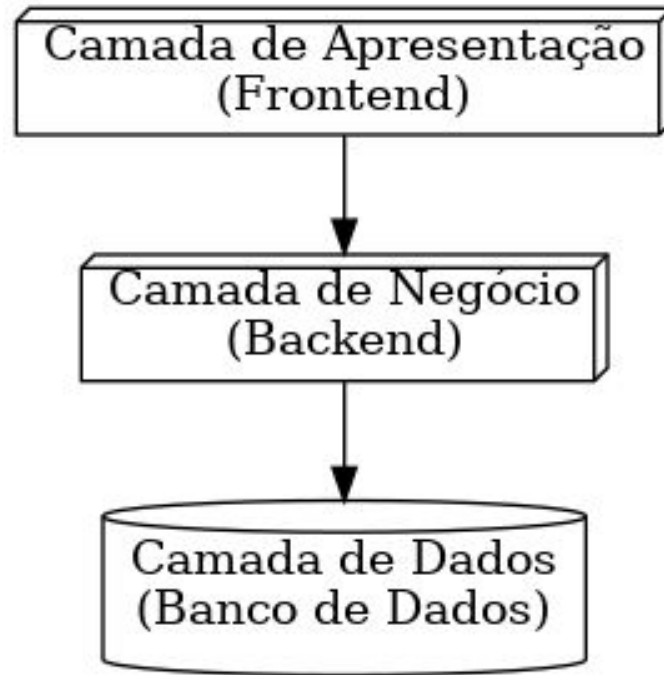 Camada de Apresentação
(Frontend)
Camada de Negócio
(Backend)
Camada de Dados
(Banco de Dados)